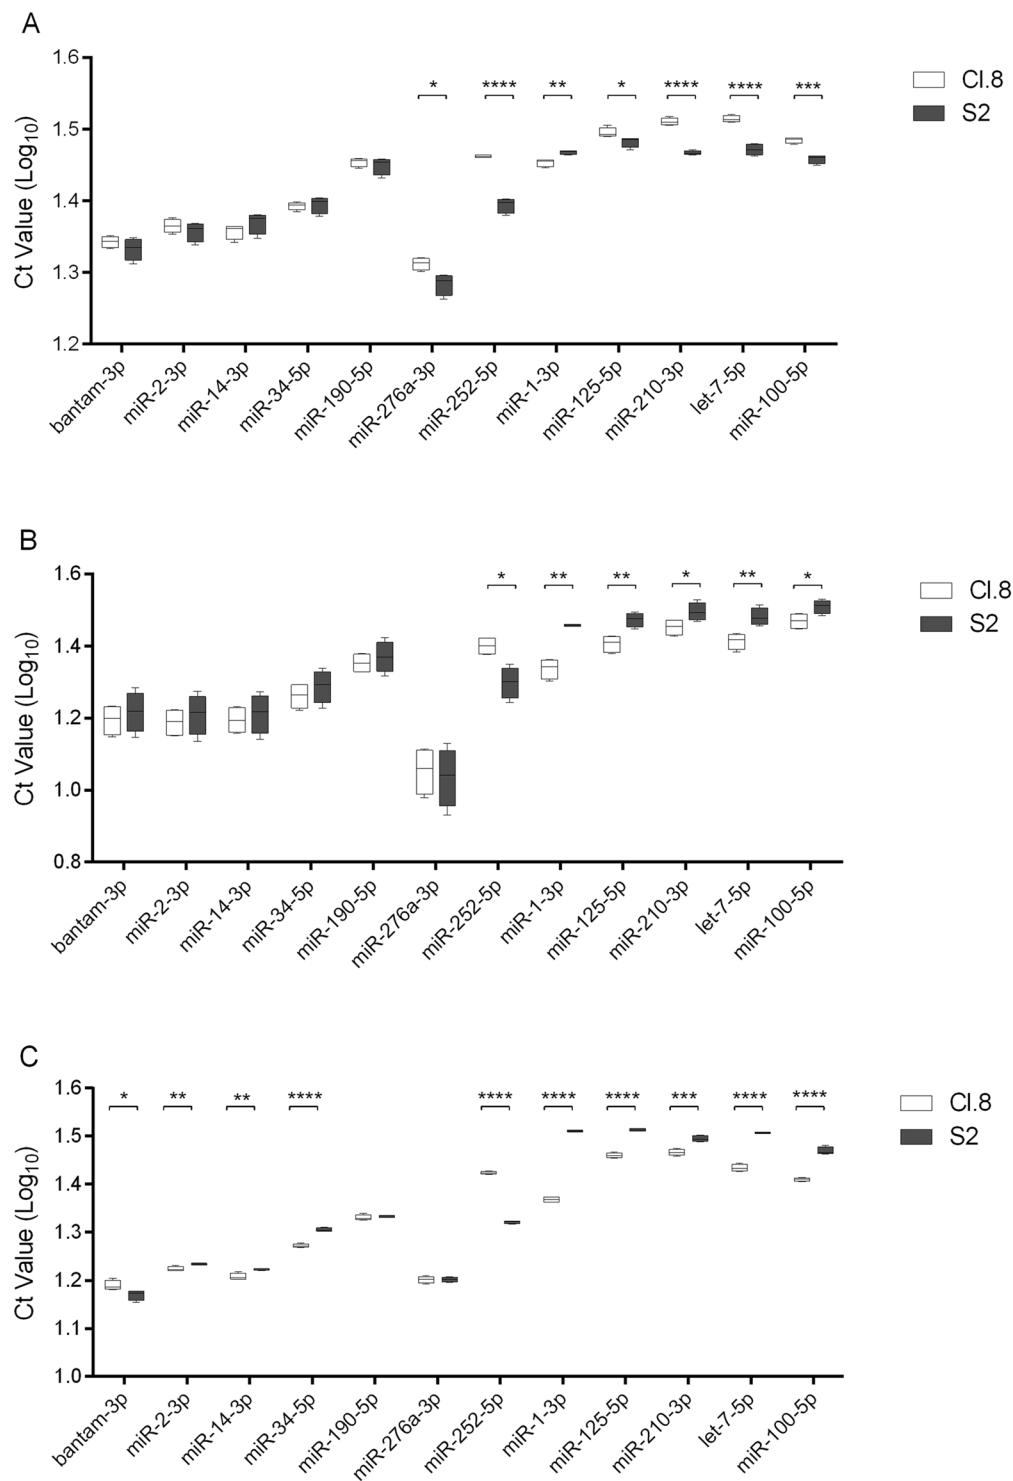 A
1.6
1.5
1.4
1.3
1.2
Ct Value (Log10)
* **** ** * **** **** ***
Cl.8
S2
bantam-3p
miR-2-3p
miR-14-3p
miR-34-5p
miR-190-5p
miR-276a-3p
miR-252-5p
miR-1-3p
miR-125-5p
miR-210-3p
let-7-5p
miR-100-5p
B
1.6
1.4
1.2
1.0
0.8
Ct Value (Log10)
* ** ** * ** *
Cl.8
S2
bantam-3p
miR-2-3p
miR-14-3p
miR-34-5p
miR-190-5p
miR-276a-3p
miR-252-5p
miR-1-3p
miR-125-5p
miR-210-3p
let-7-5p
miR-100-5p
C
1.6
1.5
1.4
1.3
1.2
1.1
1.0
Ct Value (Log10)
* ** ** **** **** **** **** *** **** ****
Cl.8
S2
bantam-3p
miR-2-3p
miR-14-3p
miR-34-5p
miR-190-5p
miR-276a-3p
miR-252-5p
miR-1-3p
miR-125-5p
miR-210-3p
let-7-5p
miR-100-5p